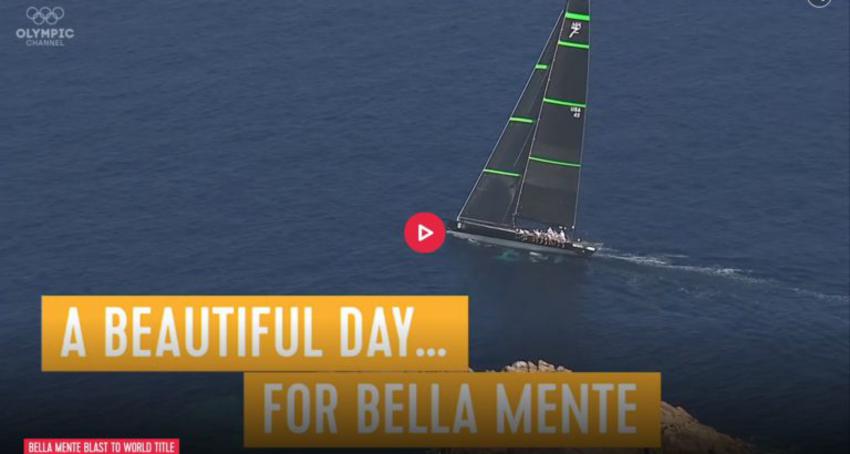 OLYMPIC
CHANNEL
USA
45
A BEAUTIFUL DAY...
FOR BELLA MENTE
BELLA MENTE BLAST TO WORLD TITLE